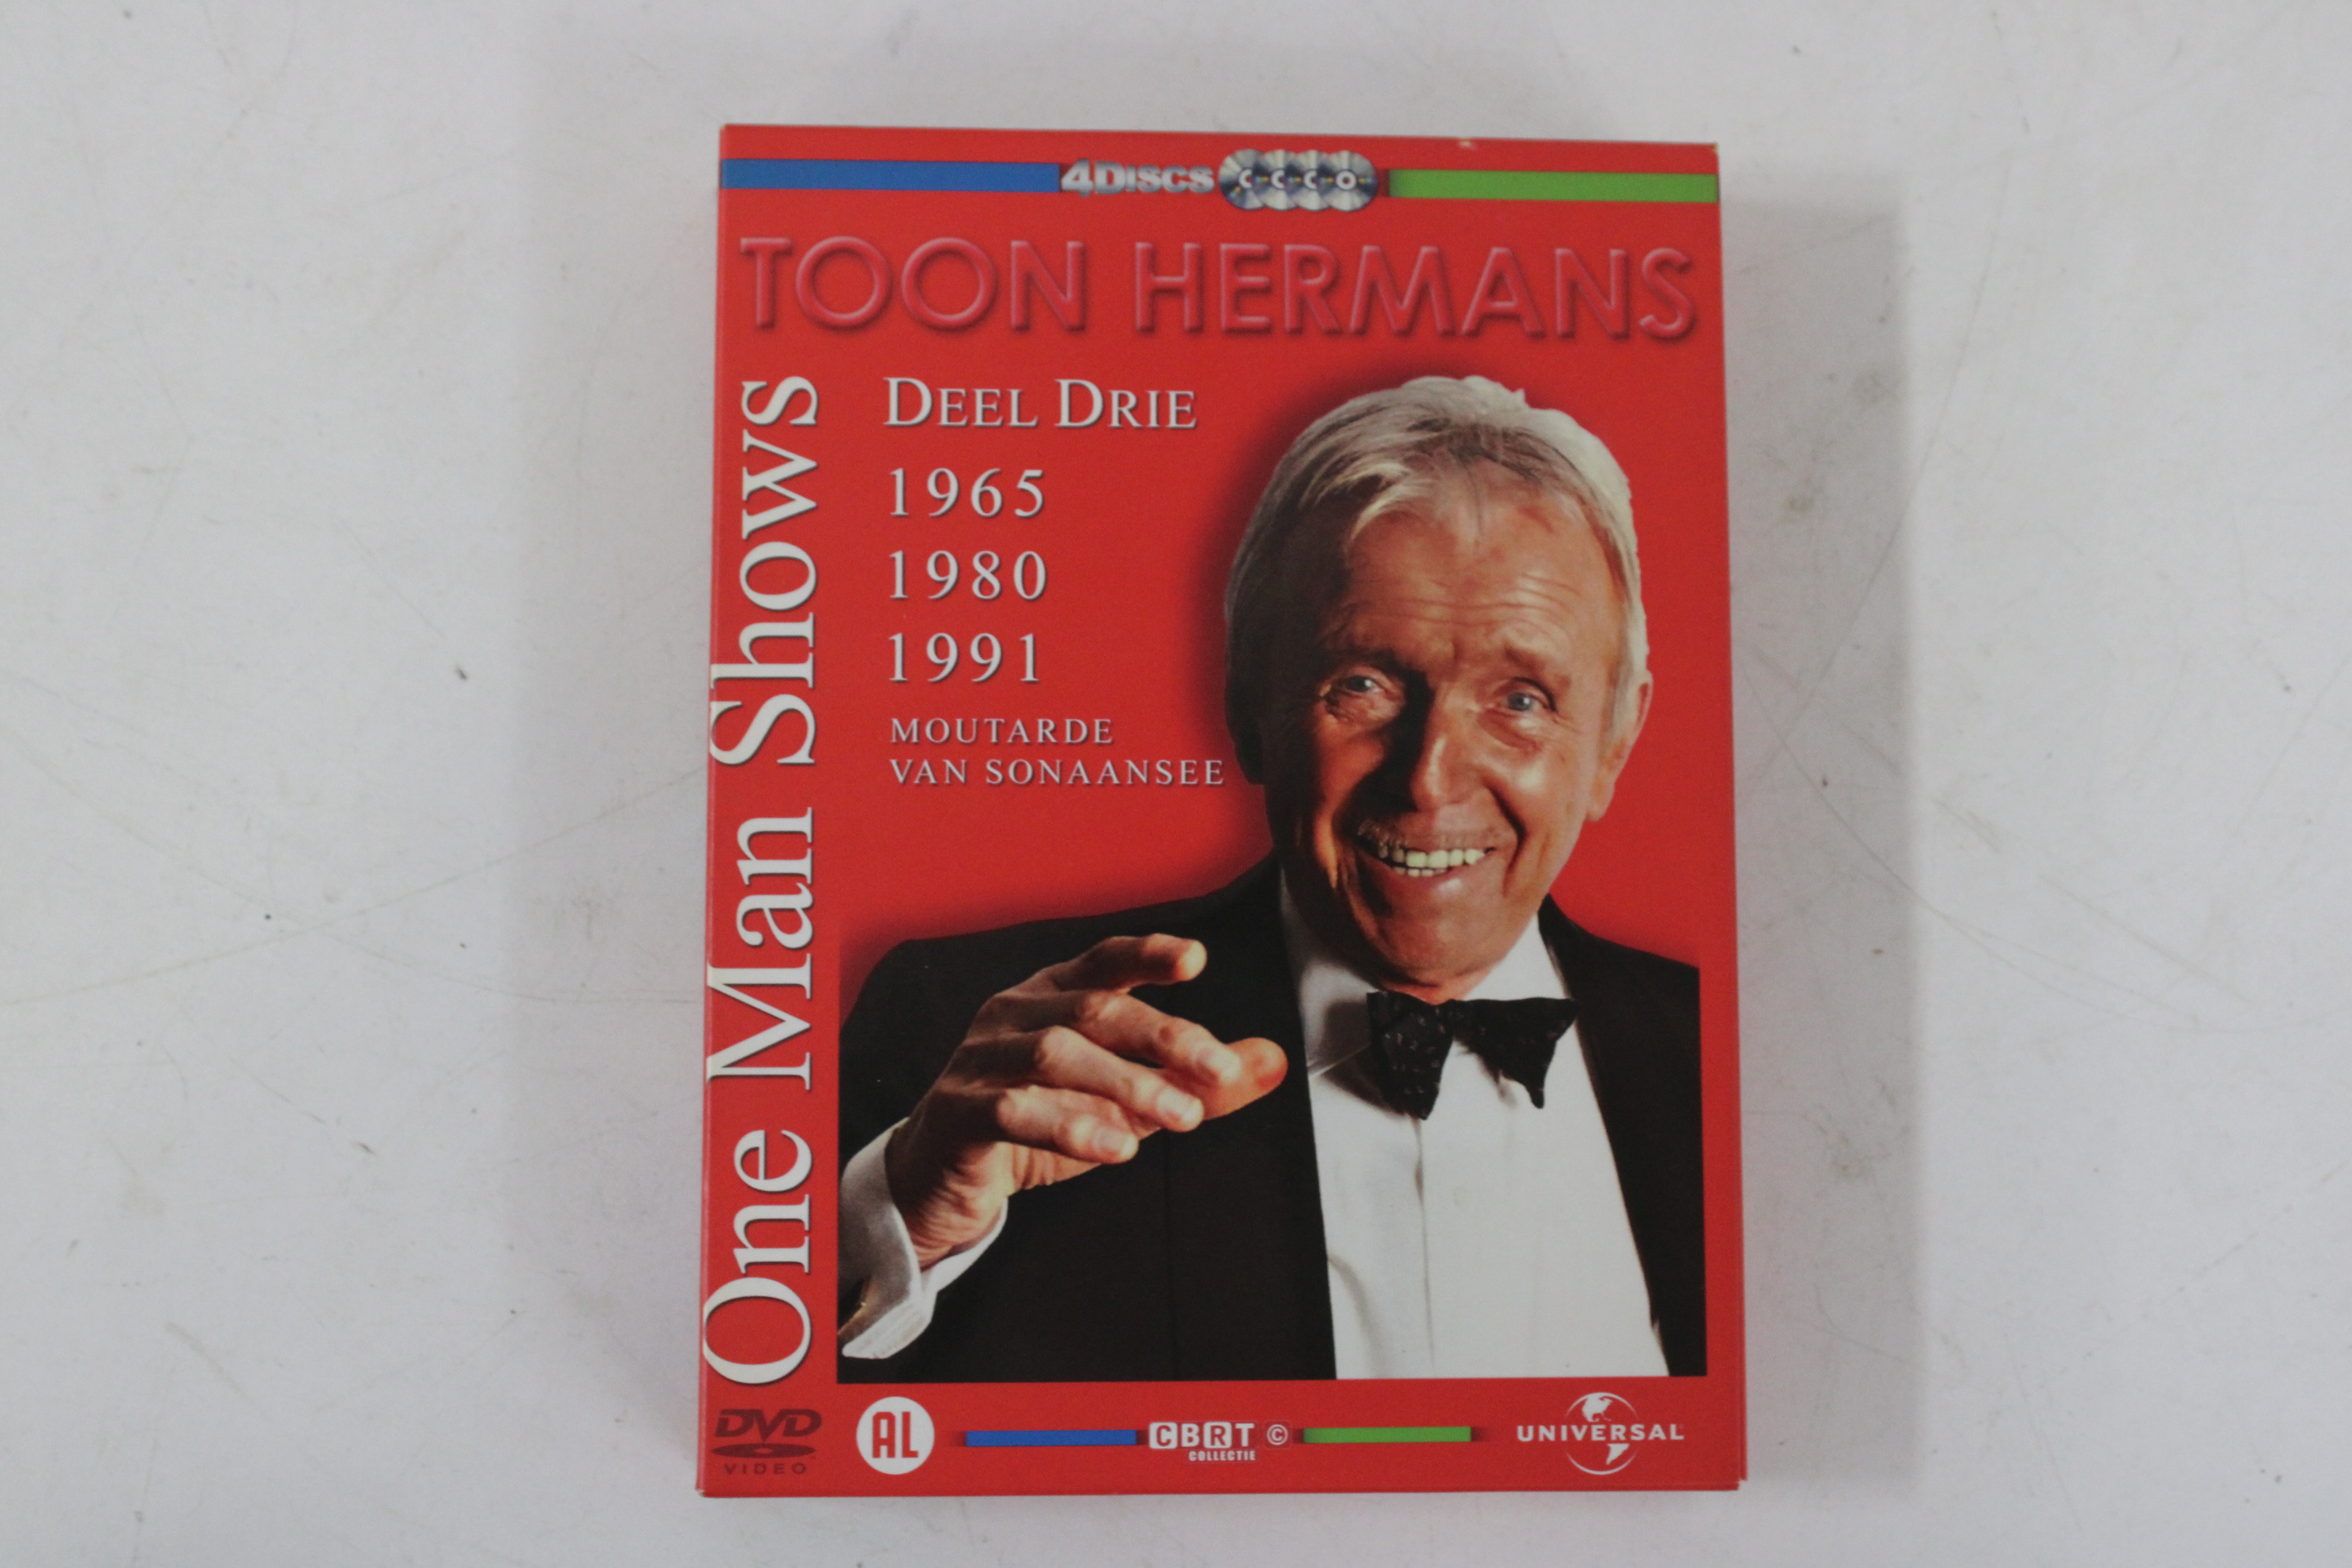 4DISCS
TOON HERMANS
One Man Shows
DEEL DRIE
1965
1980
1991
MOUTARDE
VAN SONAANSEE
DVD
VIDEO
AL
CBRT ©
COLLECTIE
UNIVERSAL